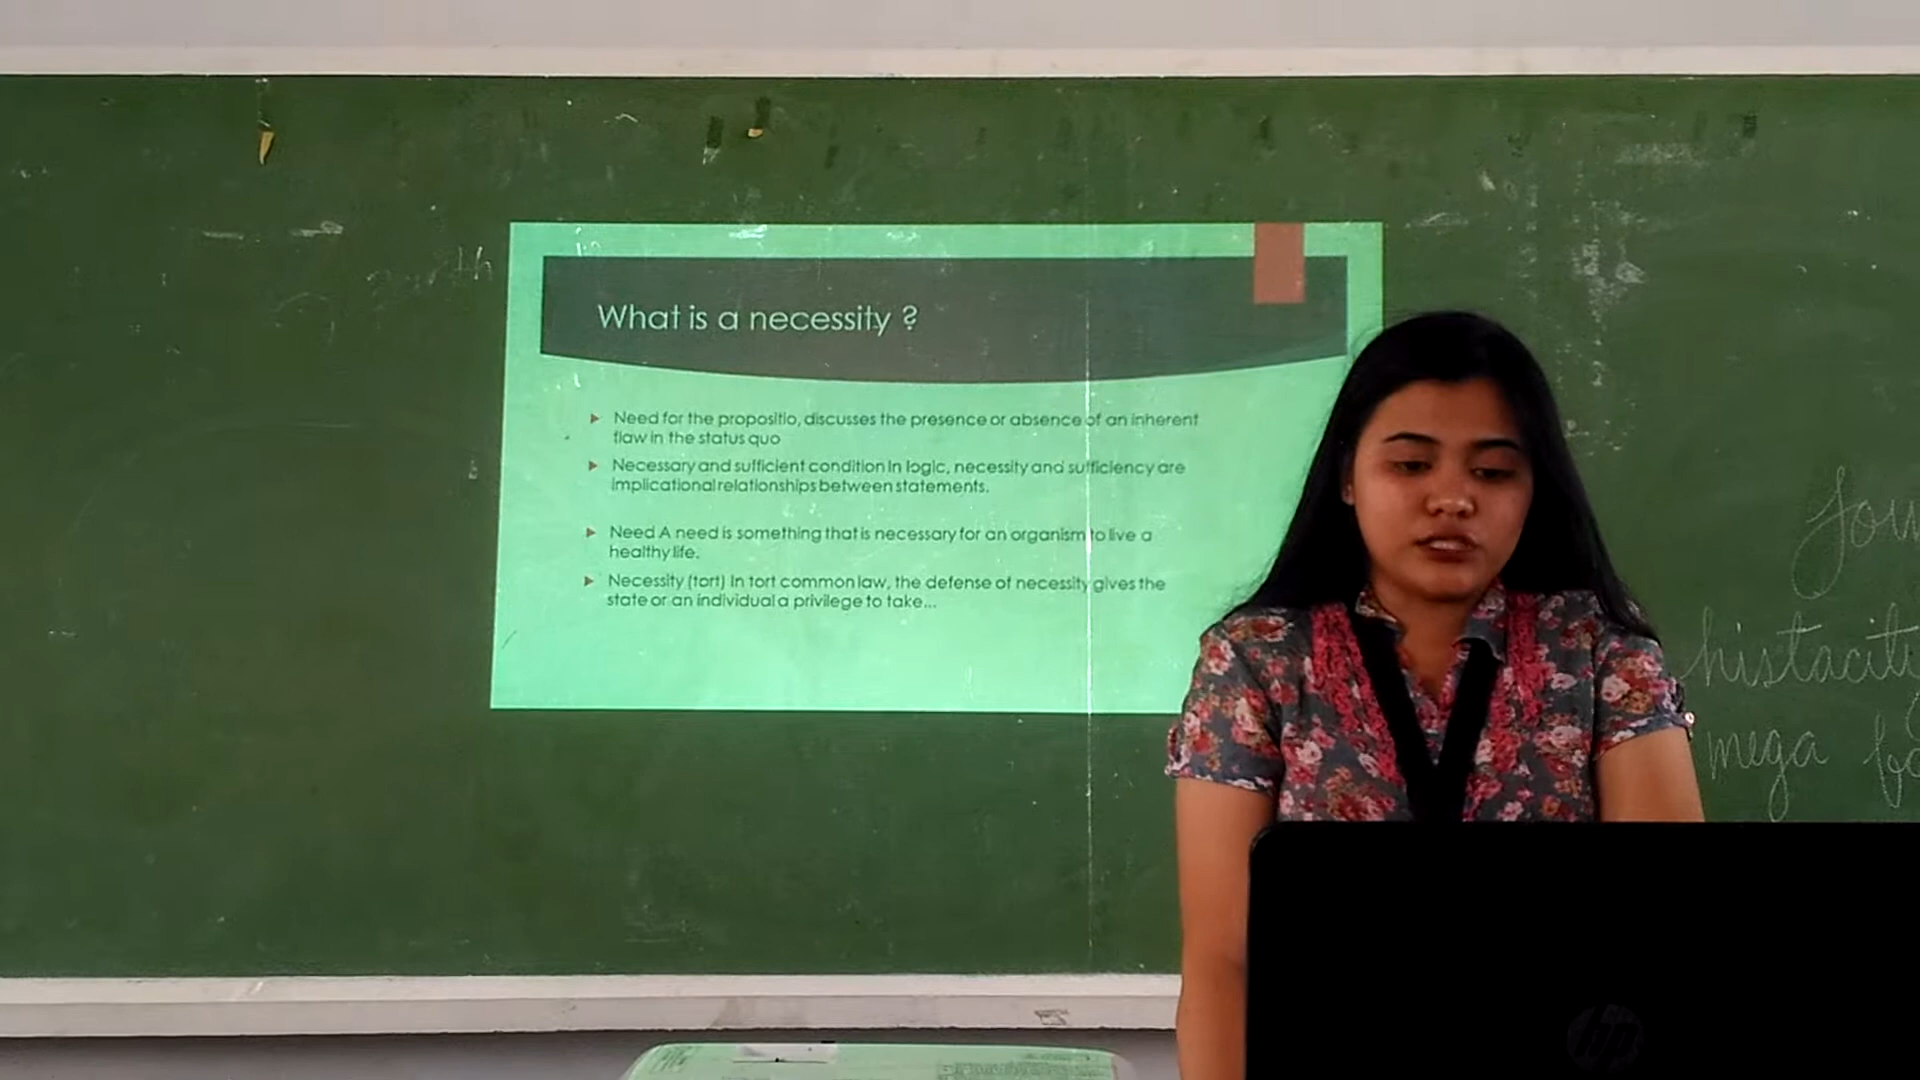 What is a necessity ?
Need for the propositio, discusses the presence or absence of an inherent
flaw in the status quo
Necessary and sufficient condition In logic, necessity and sufficiency are
implicational relationships between statements.
Need A need is something that is necessary for an organism to live a
healthy life.
Necessity (tort) In tort common law, the defense of necessity gives the
state or an individual a privilege to take...
mega
hp